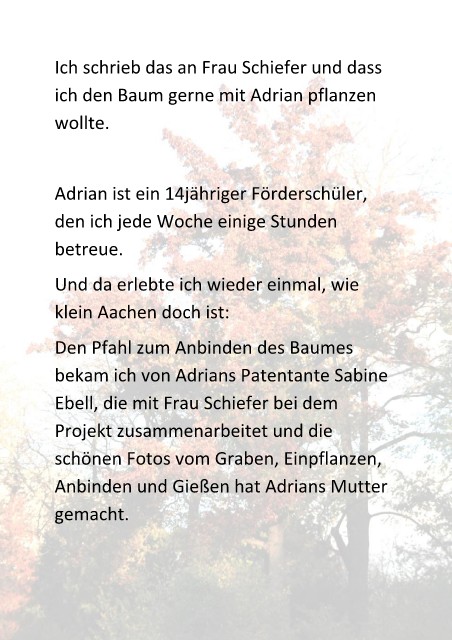 Ich schrieb das an Frau Schiefer und dass
ich den Baum gerne mit Adrian pflanzen
wollte.
Adrian ist ein 14jähriger Förderschüler,
den ich jede Woche einige Stunden
betreue.
Und da erlebte ich wieder einmal, wie
klein Aachen doch ist:
Den Pfahl zum Anbinden des Baumes
bekam ich von Adrians Patentante Sabine
Ebell, die mit Frau Schiefer bei dem
Projekt zusammenarbeitet und die
schönen Fotos vom Graben, Einpflanzen,
Anbinden und Gießen hat Adrians Mutter
gemacht.